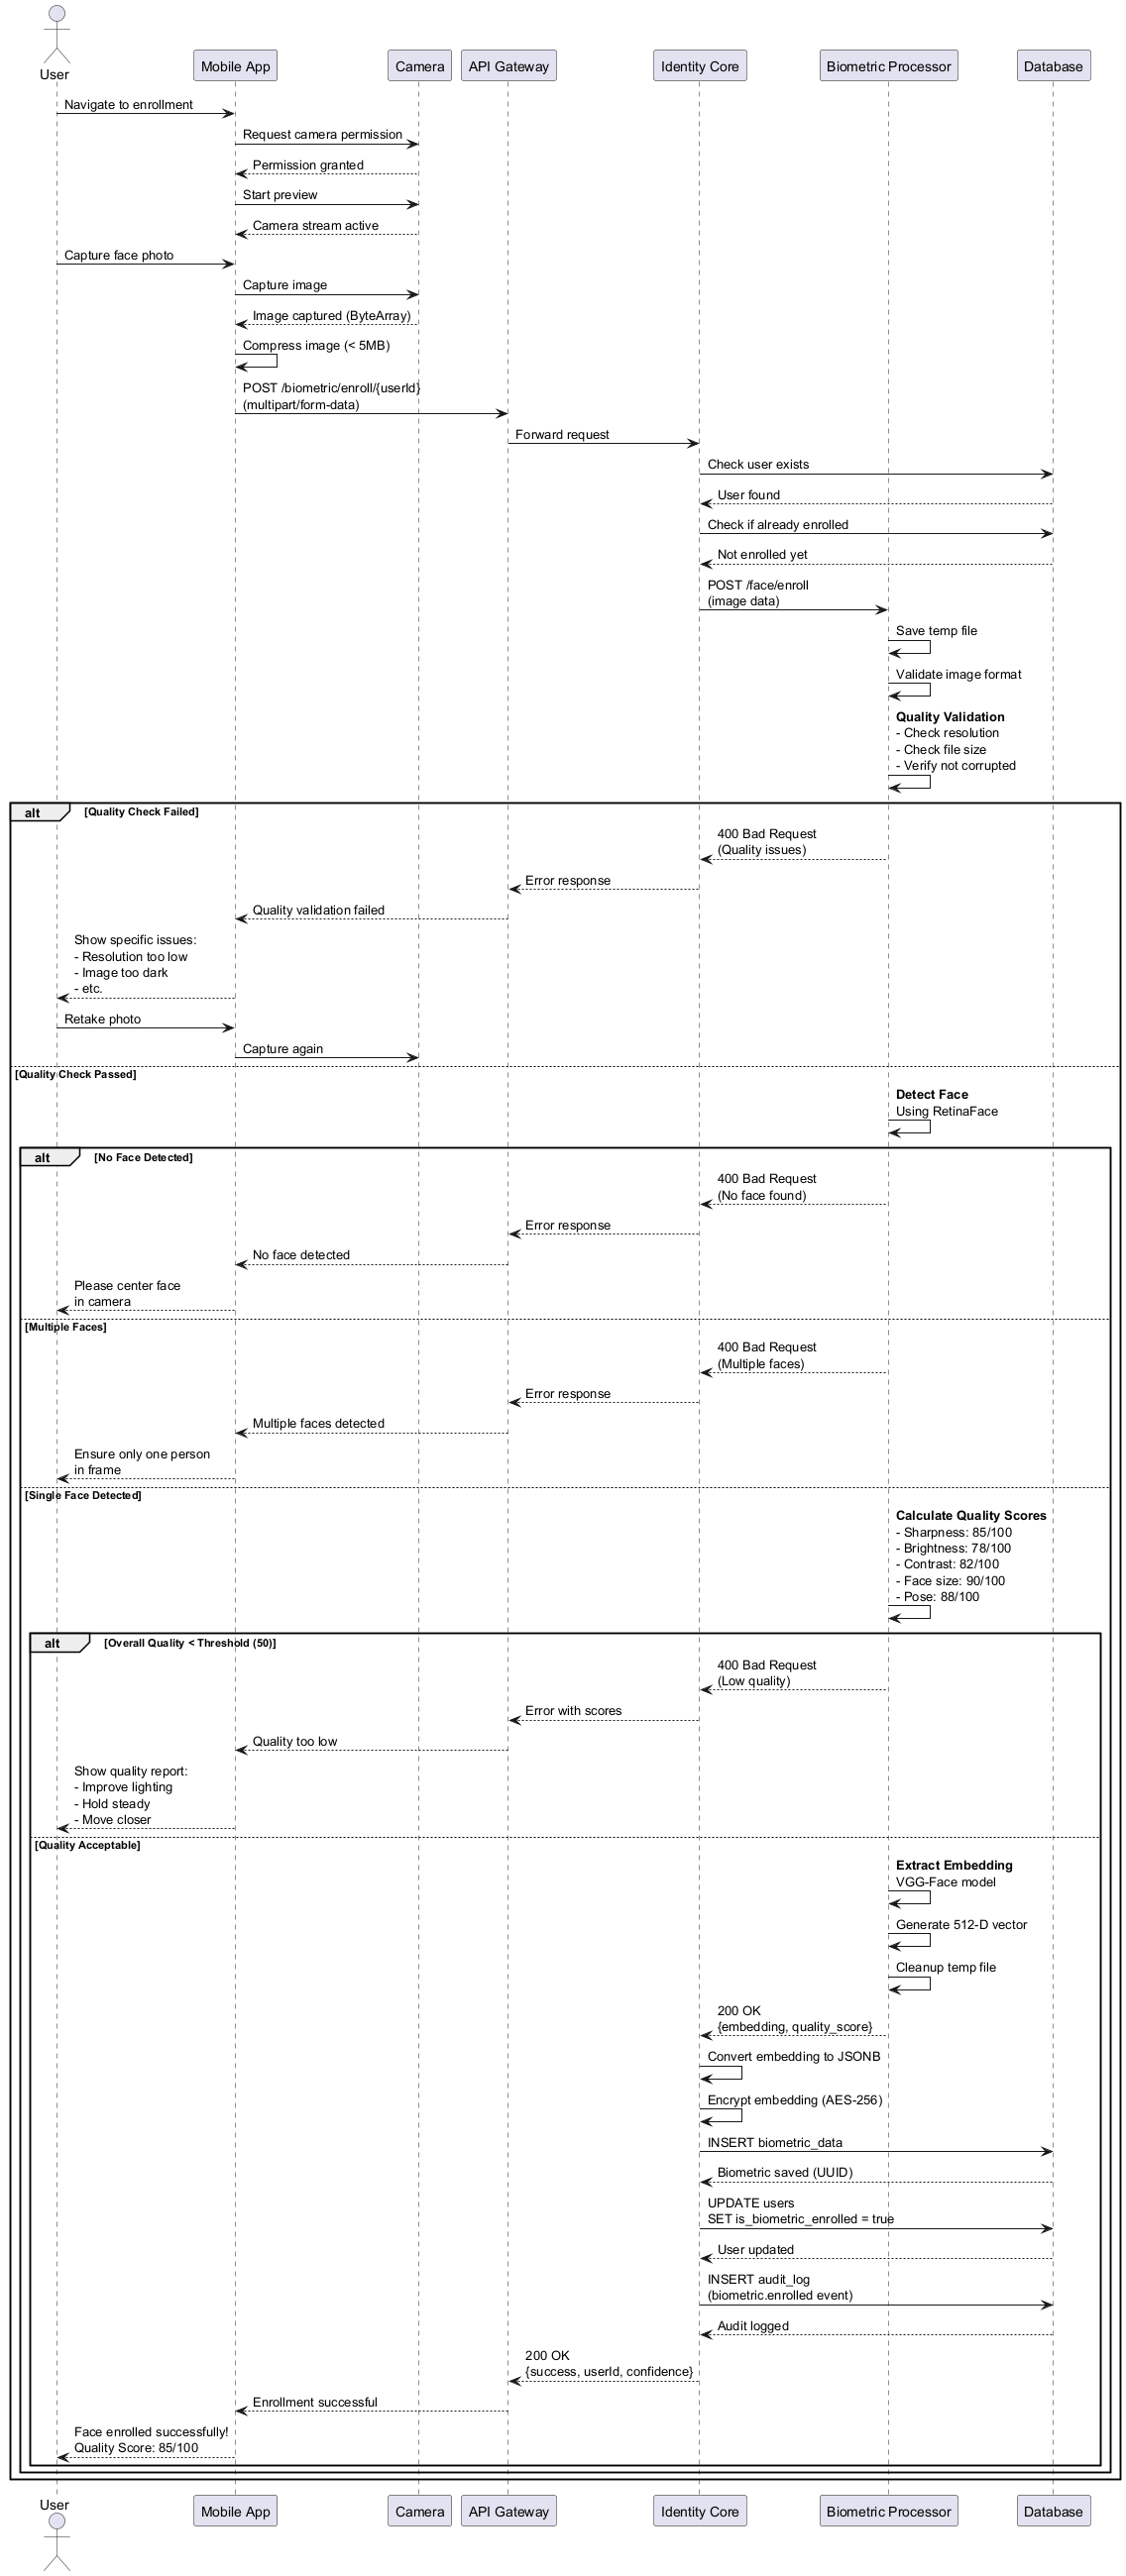 User
Mobile App
Camera
API Gateway
Identity Core
Biometric Processor
Database
Navigate to enrollment
Request camera permission
Permission granted
Start preview
Camera stream active
Capture face photo
Capture image
Image captured (ByteArray)
Compress image (< 5MB)
POST /biometric/enroll/{userId}
(multipart/form-data)
Forward request
Check user exists
User found
Check if already enrolled
Not enrolled yet
POST /face/enroll
(image data)
Save temp file
Validate image format
Quality Validation
- Check resolution
- Check file size
- Verify not corrupted
alt [Quality Check Failed]
400 Bad Request
(Quality issues)
Error response
Quality validation failed
Show specific issues:
- Resolution too low
- Image too dark
- etc.
Retake photo
Capture again
[Quality Check Passed]
Detect Face
Using RetinaFace
alt [No Face Detected]
400 Bad Request
(No face found)
Error response
No face detected
Please center face
in camera
[Multiple Faces]
400 Bad Request
(Multiple faces)
Error response
Multiple faces detected
Ensure only one person
in frame
[Single Face Detected]
Calculate Quality Scores
- Sharpness: 85/100
- Brightness: 78/100
- Contrast: 82/100
- Face size: 90/100
- Pose: 88/100
alt [Overall Quality < Threshold (50)]
400 Bad Request
(Low quality)
Error with scores
Quality too low
Show quality report:
- Improve lighting
- Hold steady
- Move closer
[Quality Acceptable]
Extract Embedding
VGG-Face model
Generate 512-D vector
Cleanup temp file
200 OK
{embedding, quality_score}
Convert embedding to JSONB
Encrypt embedding (AES-256)
INSERT biometric_data
Biometric saved (UUID)
UPDATE users
SET is_biometric_enrolled = true
User updated
INSERT audit_log
(biometric.enrolled event)
Audit logged
200 OK
{success, userId, confidence}
Enrollment successful
Face enrolled successfully!
Quality Score: 85/100
User
Mobile App
Camera
API Gateway
Identity Core
Biometric Processor
Database